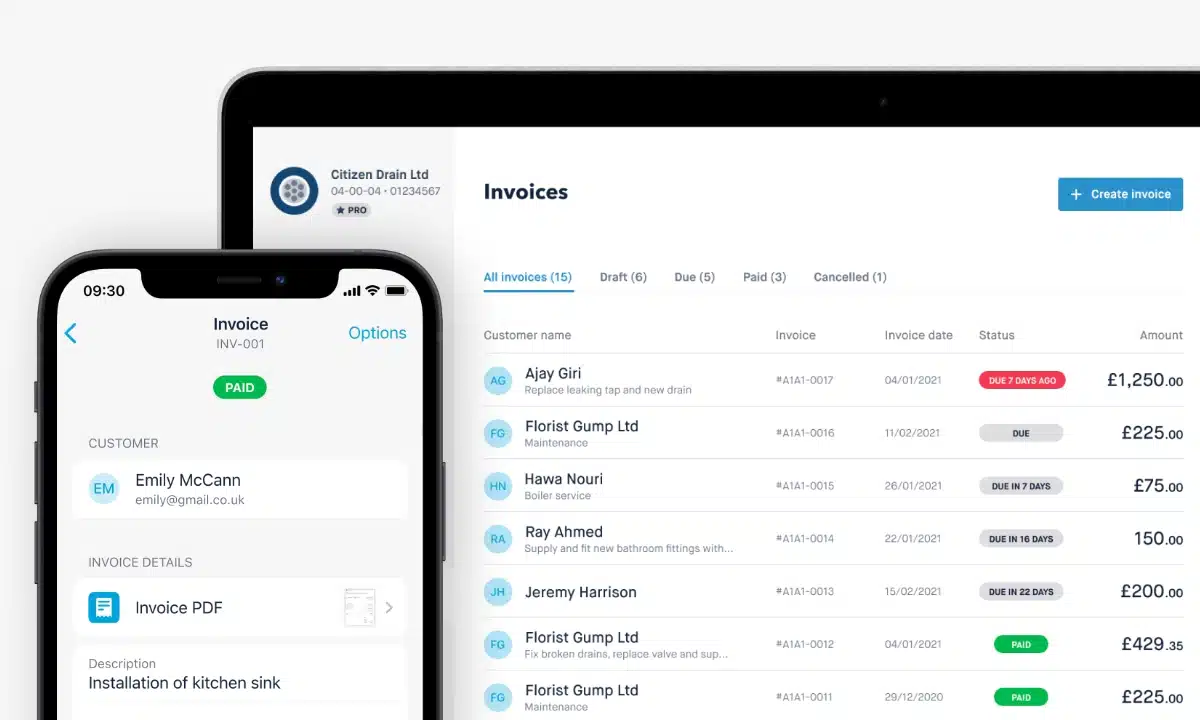 Citizen Drain Ltd
04-00-04 • 01234567
★ PRO
Invoices
+ Create invoice
All invoices (15) Draft (6) Due (5) Paid (3) Cancelled (1)
Customer name Invoice Invoice date Status Amount
AG Ajay Giri #A1A1-0017 04/01/2021 DUE 7 DAYS AGO £1,250.00
Replace leaking tap and new drain
FG Florist Gump Ltd #A1A1-0016 11/02/2021 DUE £225.00
Maintenance
HN Hawa Nouri #A1A1-0015 26/01/2021 DUE IN 7 DAYS £75.00
Boiler service
RA Ray Ahmed #A1A1-0014 22/01/2021 DUE IN 16 DAYS 150.00
Supply and fit new bathroom fittings with...
JH Jeremy Harrison #A1A1-0013 15/02/2021 DUE IN 22 DAYS £200.00
FG Florist Gump Ltd #A1A1-0012 04/01/2021 PAID £429.35
Fix broken drains, replace valve and sup...
FG Florist Gump Ltd #A1A1-0011 29/12/2020 PAID £225.00
Maintenance
09:30
Invoice
INV-001
Options
PAID
CUSTOMER
EM Emily McCann
emily@gmail.co.uk
INVOICE DETAILS
Invoice PDF
Description
Installation of kitchen sink